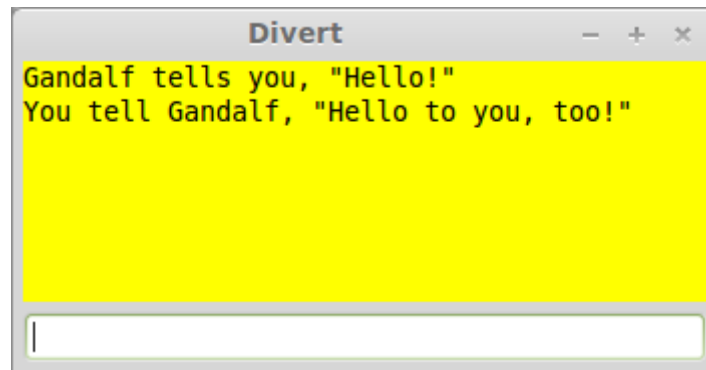 Divert
Gandalf tells you, "Hello!"
You tell Gandalf, "Hello to you, too!"